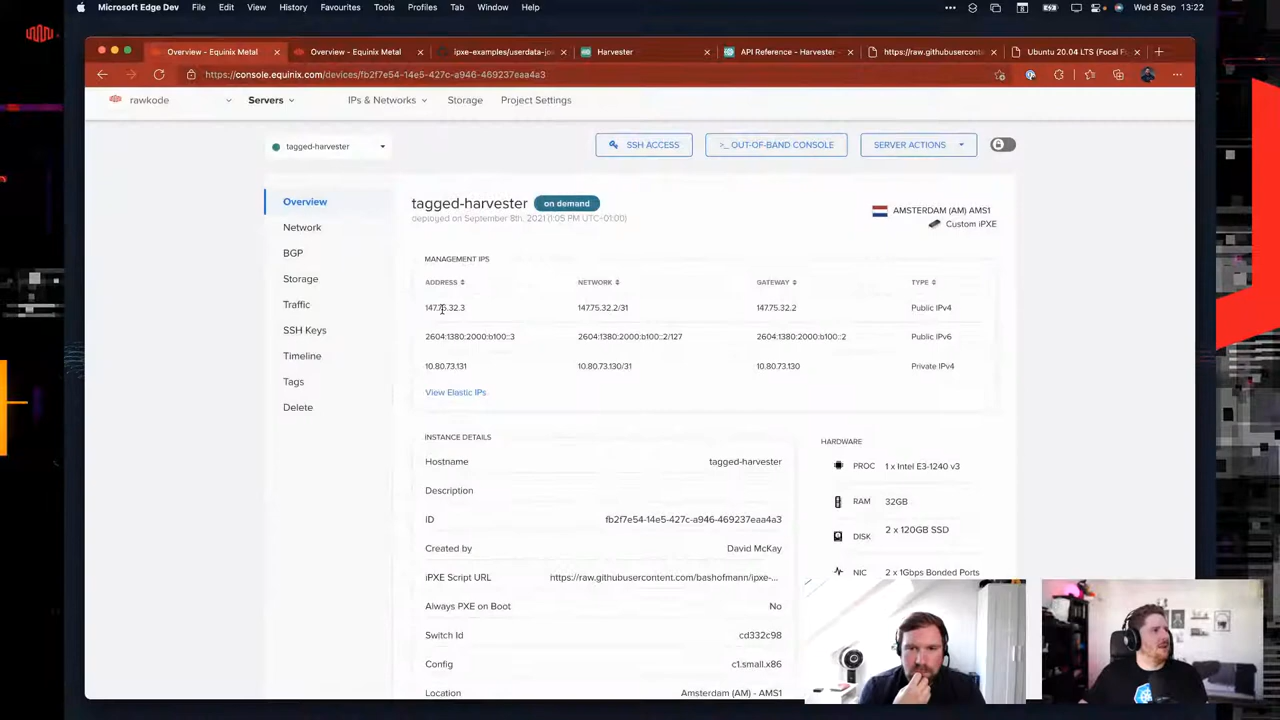 Microsoft Edge Dev File Edit View History Favourites Tools Profiles Tab Window Help Wed 8 Sep 13:22
Overview - Equinix Metal
Overview - Equinix Metal
ipxe-examples/userdata-jo
Harvester
API Reference - Harvester
https://raw.githubusercont
Ubuntu 20.04 LTS (Focal F
https://console.equinix.com/devices/fb2f7e54-14e5-427c-a946-469237eaa4a3
rawkode Servers IPs & Networks Storage Project Settings
tagged-harvester SSH ACCESS >_ OUT-OF-BAND CONSOLE SERVER ACTIONS
Overview
Network
BGP
Storage
Traffic
SSH Keys
Timeline
Tags
Delete
tagged-harvester on demand
deployed on September 8th, 2021 (1:05 PM UTC-01:00)
AMSTERDAM (AM) AMS1
Custom iPXE
MANAGEMENT IPS
ADDRESS NETWORK GATEWAY TYPE
147.75.32.3 147.75.32.2/31 147.75.32.2 Public IPv4
2604:1380:2000:b100::3 2604:1380:2000:b100::2/127 2604:1380:2000:b100::2 Public IPv6
10.80.73.131 10.80.73.130/31 10.80.73.130 Private IPv4
View Elastic IPs
INSTANCE DETAILS
Hostname tagged-harvester
Description
ID fb2f7e54-14e5-427c-a946-469237eaa4a3
Created by David McKay
iPXE Script URL https://raw.githubusercontent.com/bashofmann/ipxe-...
Always PXE on Boot No
Switch Id cd332c98
Config c1.small.x86
Location Amsterdam (AM) - AMS1
HARDWARE
PROC 1 x Intel E3-1240 v3
RAM 32GB
DISK 2 x 120GB SSD
NIC 2 x 1Gbps Bonded Ports